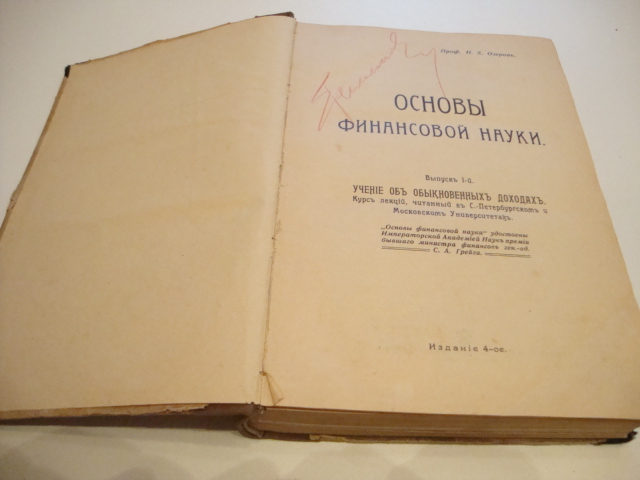 Проф. И. Х. Озеровъ.
ОСНОВЫ
ФИНАНСОВОЙ НАУКИ.
Выпускъ 1-й.
УЧЕНІЕ ОБЪ ОБЫКНОВЕННЫХЪ ДОХОДАХЪ.
Курсъ лекцій, читанный въ С.-Петербургскомъ и
Московскомъ Университетахъ.
„Основы финансовой науки" удостоены
Императорской Академіей Наукъ преміи
бывшаго министра финансовъ ген.-ад.
С. А. Грейга.
Изданіе 4-ое.